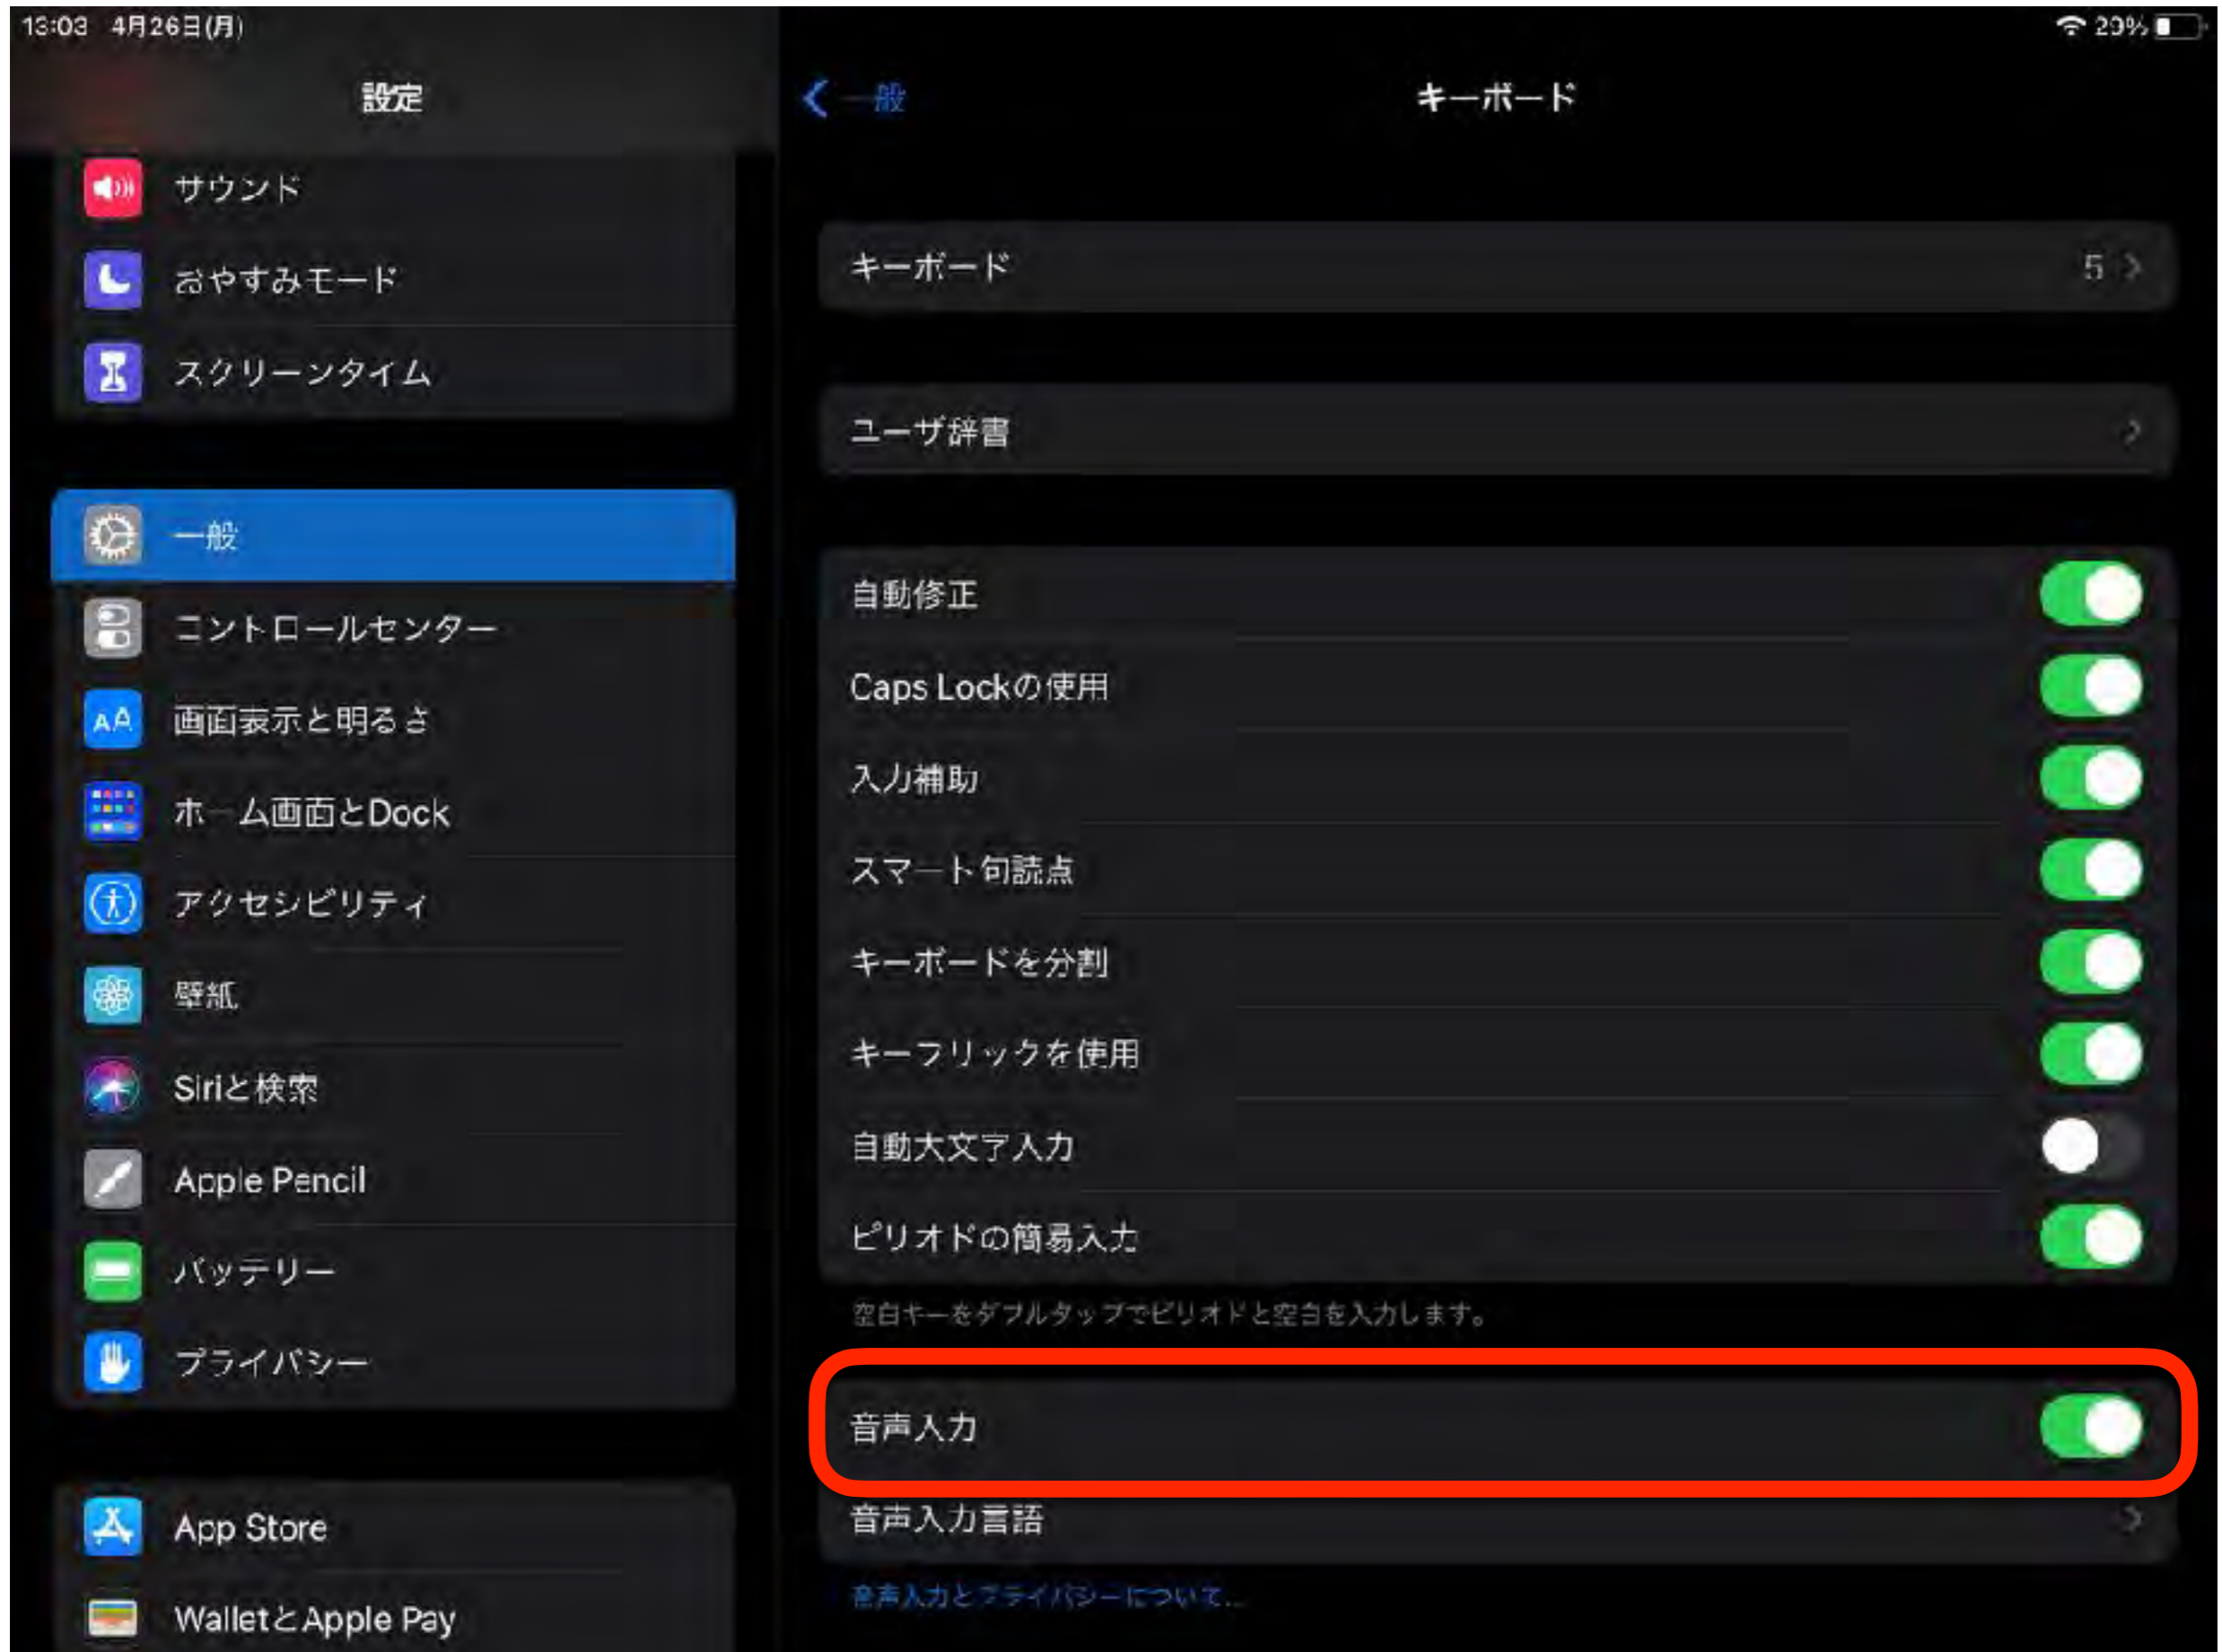 13:03 4月26日(月)
29%
設定
サウンド
おやすみモード
スクリーンタイム
一般
コントロールセンター
AA 画面表示と明るさ
ホーム画面とDock
アクセシビリティ
壁紙
Siriと検索
Apple Pencil
バッテリー
プライバシー
App Store
WalletとApple Pay
一般
キーボード
キーボード 5
ユーザ辞書
自動修正
Caps Lockの使用
入力補助
スマート句読点
キーボードを分割
キーフリックを使用
自動大文字入力
ピリオドの簡易入力
空白キーをダブルタップでピリオドと空白を入力します。
音声入力
音声入力言語
音声入力とプライバシーについて...